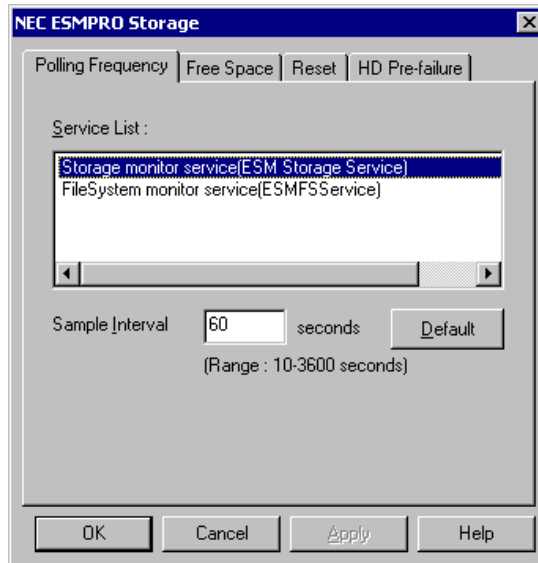 NEC ESMPRO Storage
Polling Frequency Free Space Reset HD Pre-failure
Service List :
Storage monitor service(ESM Storage Service)
FileSystem monitor service(ESMFSService)
Sample Interval 60 seconds Default
(Range : 10-3600 seconds)
OK Cancel Apply Help